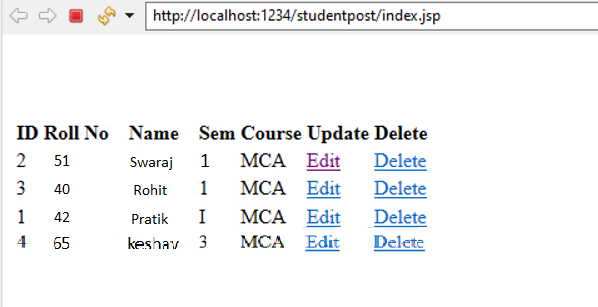 http://localhost:1234/studentpost/index.jsp
ID Roll No Name Sem Course Update Delete
2 51 Swaraj 1 MCA Edit Delete
3 40 Rohit 1 MCA Edit Delete
1 42 Pratik I MCA Edit Delete
4 65 keshav 3 MCA Edit Delete